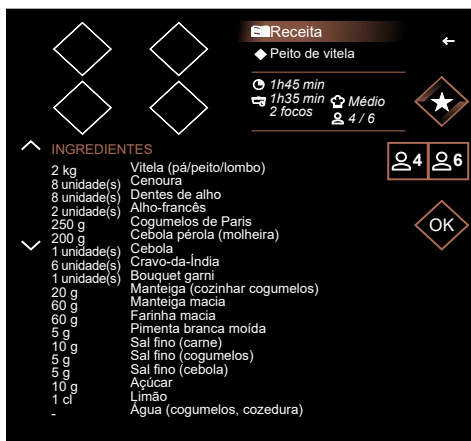 Receita
Peito de vitela
1h45 min
1h35 min Médio
2 focos 4 / 6
INGREDIENTES
4 6
OK
2 kg Vitela (pá/peito/lombo)
8 unidade(s) Cenoura
8 unidade(s) Dentes de alho
2 unidade(s) Alho-francês
250 g Cogumelos de Paris
200 g Cebola pérola (molheira)
1 unidade(s) Cebola
6 unidade(s) Cravo-da-Índia
1 unidade(s) Bouquet garni
20 g Manteiga (cozinhar cogumelos)
60 g Manteiga macia
60 g Farinha macia
5 g Pimenta branca moída
10 g Sal fino (carne)
5 g Sal fino (cogumelos)
5 g Sal fino (cebola)
10 g Açúcar
1 cl Limão
- Água (cogumelos, cozedura)